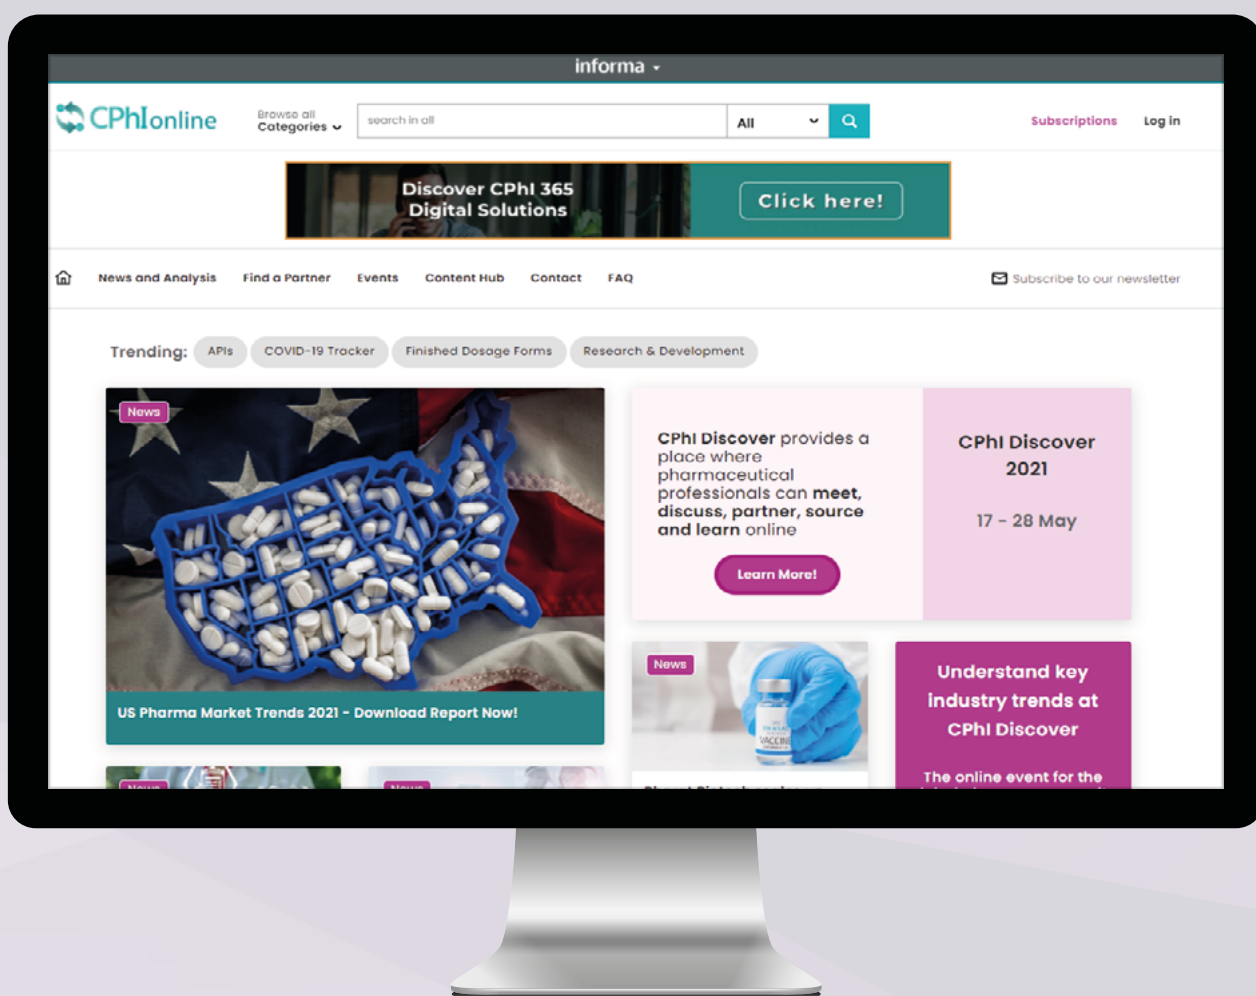 informa
CPhIonline
Browse all
Categories
search in all
All
Subscriptions
Log in
Discover CPhI 365
Digital Solutions
Click here!
News and Analysis
Find a Partner
Events
Content Hub
Contact
FAQ
Subscribe to our newsletter
Trending:
APIs
COVID-19 Tracker
Finished Dosage Forms
Research & Development
News
US Pharma Market Trends 2021 - Download Report Now!
CPhI Discover provides a
place where
pharmaceutical
professionals can meet,
discuss, partner, source
and learn online
Learn More!
CPhI Discover
2021
17 - 28 May
News
VACCINE
Understand key
industry trends at
CPhI Discover
The online event for the
News
News